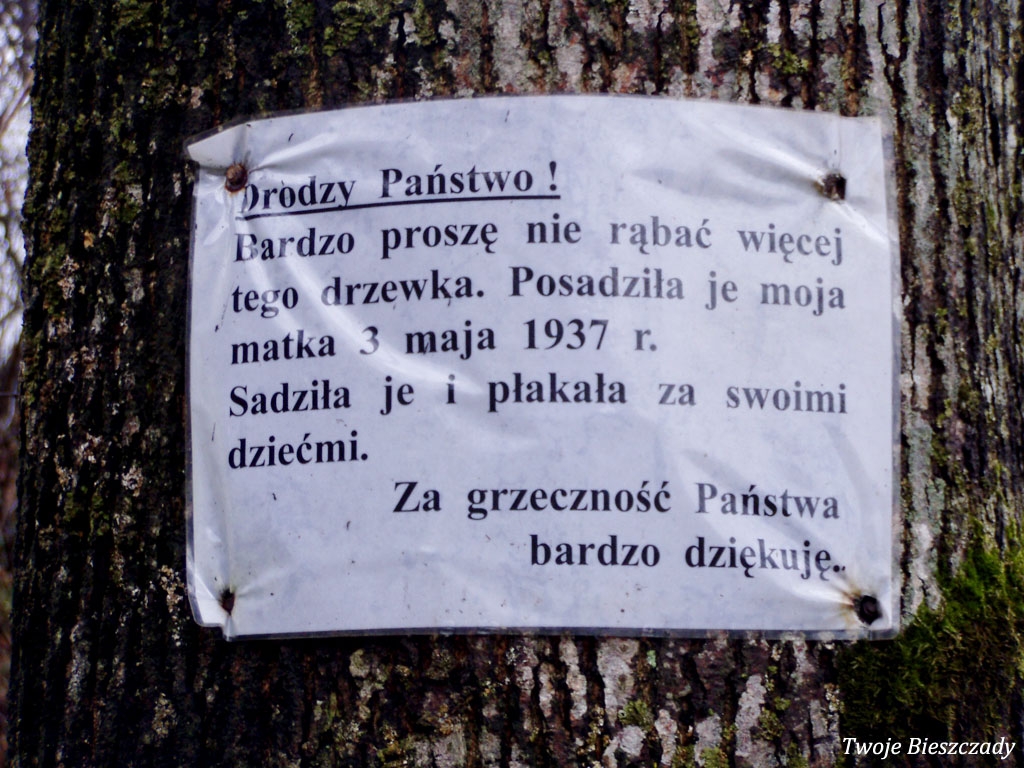 Drodzy Państwo !
Bardzo proszę nie rąbać więcej
tego drzewka. Posadziła je moja
matka 3 maja 1937 r.
Sadziła je i płakała za swoimi
dziećmi.
Za grzeczność Państwa
bardzo dziękuję..
Twoje Bieszczady